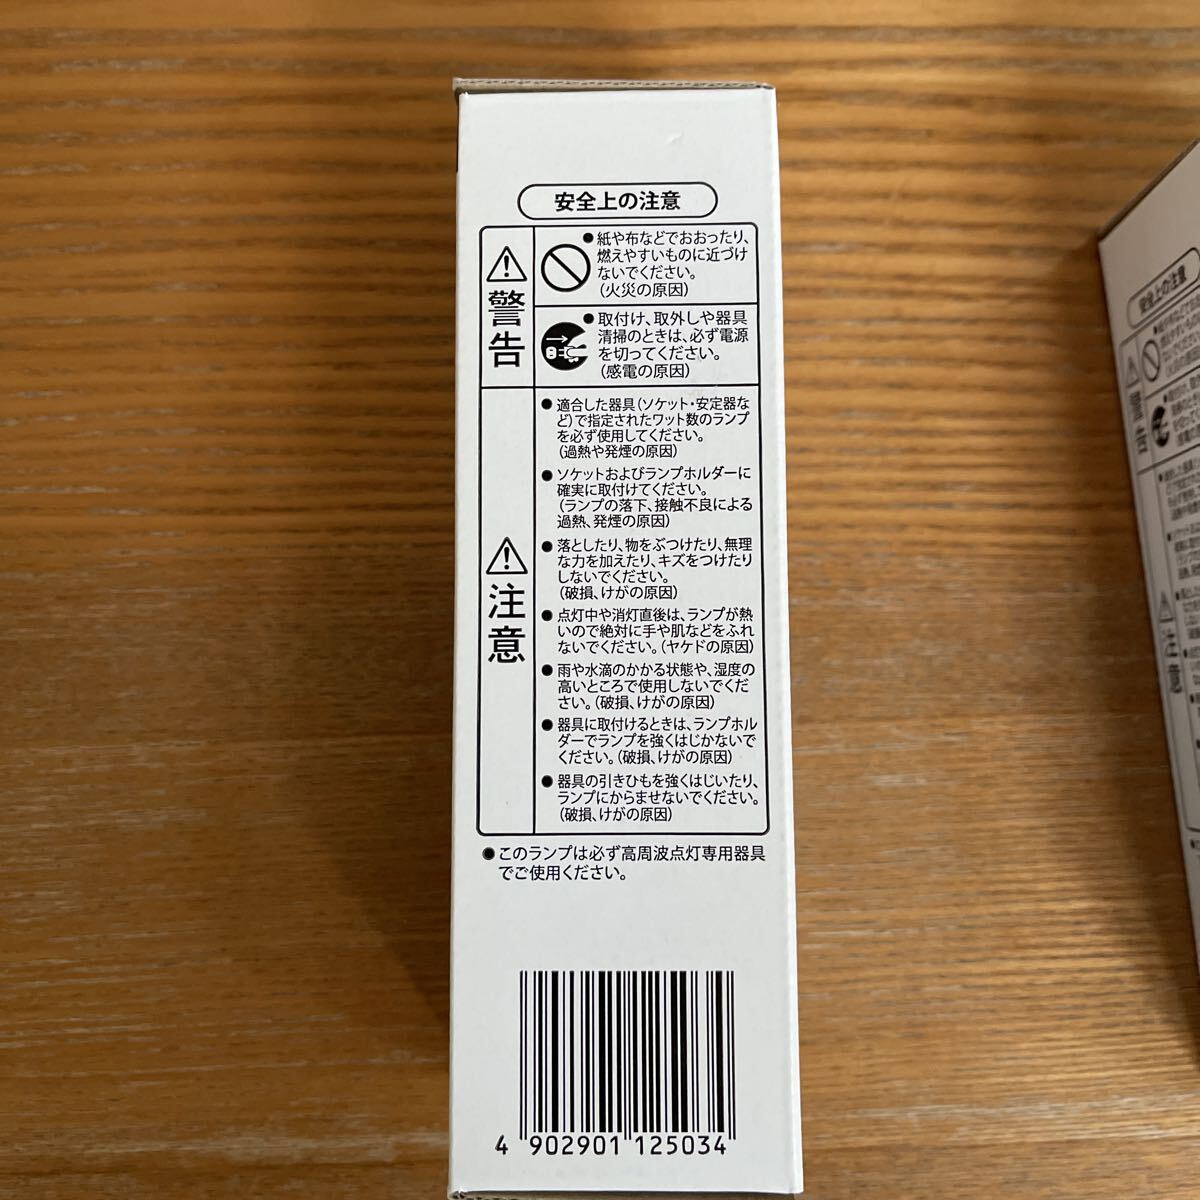 安全上の注意
警告
●紙や布などでおおったり、
燃えやすいものに近づけ
ないでください。
(火災の原因)
●取付け、取外しや器具
清掃のときは、必ず電源
を切ってください。
(感電の原因)
注意
●適合した器具(ソケット・安定器な
ど)で指定されたワット数のランプ
を必ず使用してください。
(過熱や発煙の原因)
●ソケットおよびランプホルダーに
確実に取付けてください。
(ランプの落下、接触不良による
過熱、発煙の原因)
●落としたり、物をぶつけたり、無理
な力を加えたり、キズをつけたり
しないでください。
(破損、けがの原因)
●点灯中や消灯直後は、ランプが熱
いので絶対に手や肌などをふれ
ないでください。(ヤケドの原因)
●雨や水滴のかかる状態や、湿度の
高いところで使用しないでくだ
さい。(破損、けがの原因)
●器具に取付けるときは、ランプホル
ダーでランプを強くはじかないで
ください。(破損、けがの原因)
●器具の引きひもを強くはじいたり、
ランプにからませないでください。
(破損、けがの原因)
●このランプは必ず高周波点灯専用器具
でご使用ください。
4 902901 125034
安全上の注意
警告
注意